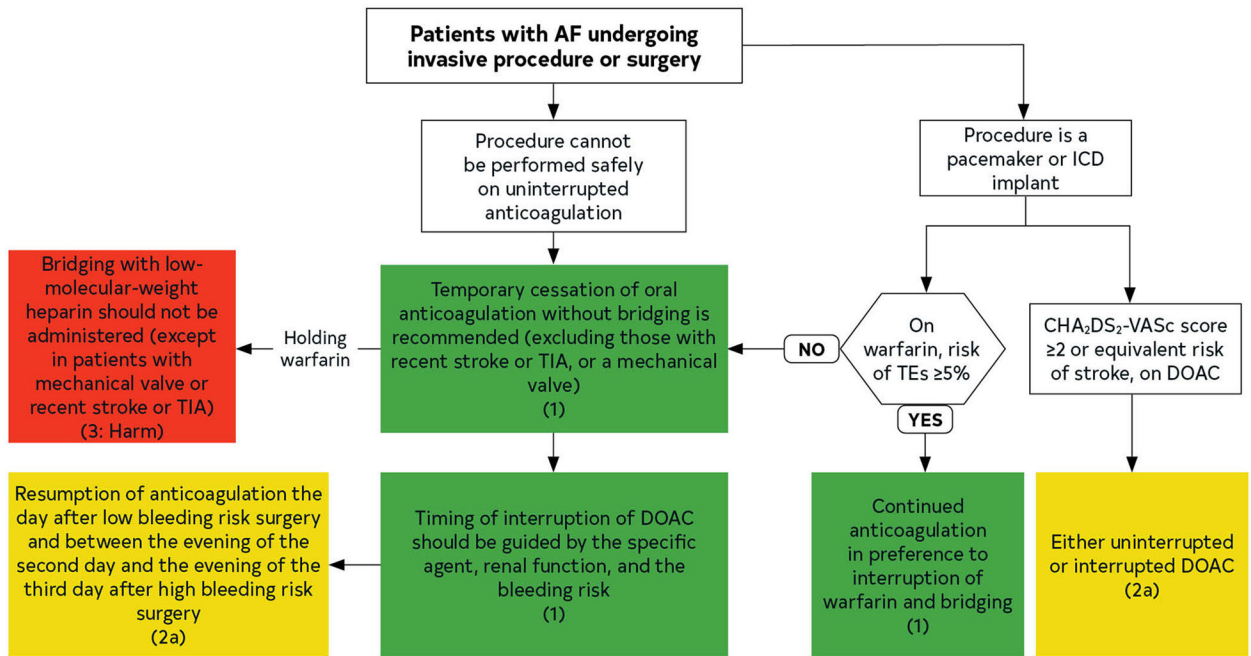 Patients with AF undergoing
invasive procedure or surgery
Procedure cannot
be performed safely
on uninterrupted
anticoagulation
Procedure is a
pacemaker or ICD
implant
Bridging with low-
molecular-weight
heparin should not be
administered (except
in patients with
mechanical valve or
recent stroke or TIA)
(3: Harm)
Holding
warfarin
Temporary cessation of oral
anticoagulation without bridging is
recommended (excluding those with
recent stroke or TIA, or a mechanical
valve)
(1)
NO
On
warfarin, risk
of TEs ≥5%
YES
CHA₂DS₂-VASc score
≥2 or equivalent risk
of stroke, on DOAC
Resumption of anticoagulation the
day after low bleeding risk surgery
and between the evening of the
second day and the evening of the
third day after high bleeding risk
surgery
(2a)
Timing of interruption of DOAC
should be guided by the specific
agent, renal function, and the
bleeding risk
(1)
Continued
anticoagulation
in preference to
interruption of
warfarin and bridging
(1)
Either uninterrupted
or interrupted DOAC
(2a)